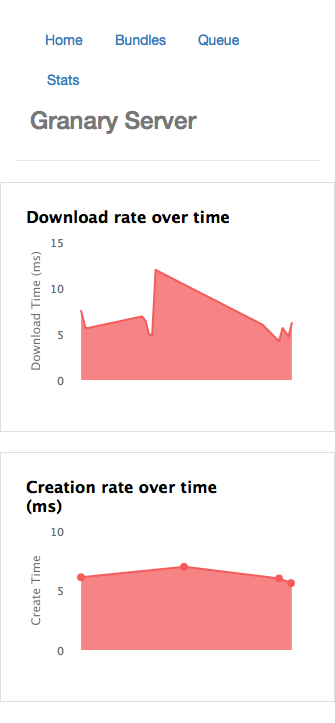 Home Bundles Queue
Stats
Granary Server
Download rate over time
15
10
5
0
Download Time (ms)
Creation rate over time
(ms)
10
5
0
Create Time